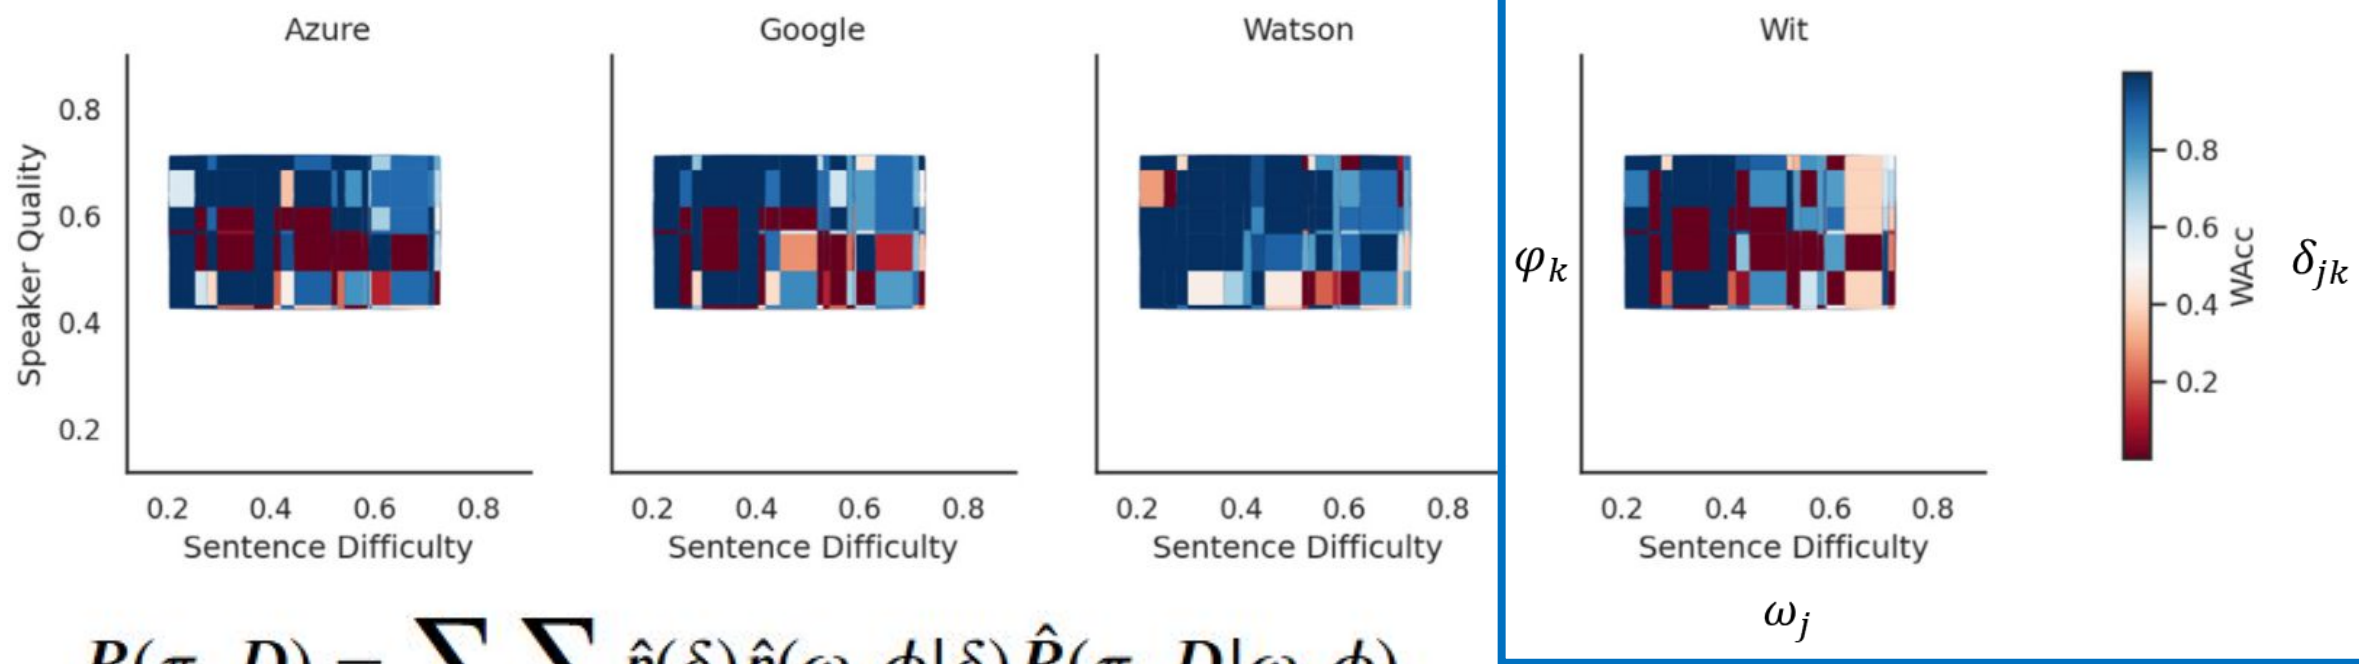 Azure Google Watson Wit
0.8 0.8
0.6 0.6
0.4 0.4
0.2 0.2
Speaker Quality
φ_k
WAcc
δ_jk
0.2 0.4 0.6 0.8 0.2 0.4 0.6 0.8 0.2 0.4 0.6 0.8 0.2 0.4 0.6 0.8
Sentence Difficulty Sentence Difficulty Sentence Difficulty Sentence Difficulty
ω_j